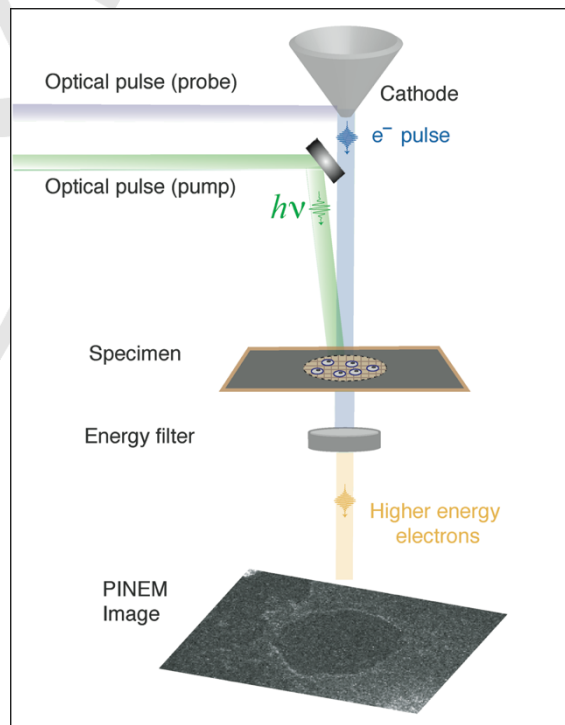 Optical pulse (probe)
Cathode
e⁻ pulse
Optical pulse (pump)
hν
Specimen
Energy filter
Higher energy
electrons
PINEM
Image